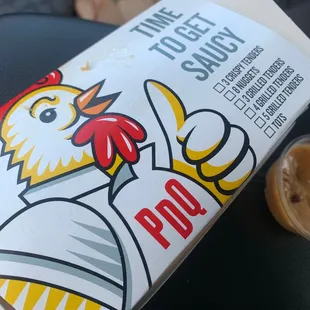 TIME
TO GET
SAUCY
3 CRISPY TENDERS
8 NUGGETS
3 GRILLED TENDERS
4 GRILLED TENDERS
5 GRILLED TENDERS
TOTS
PDQ